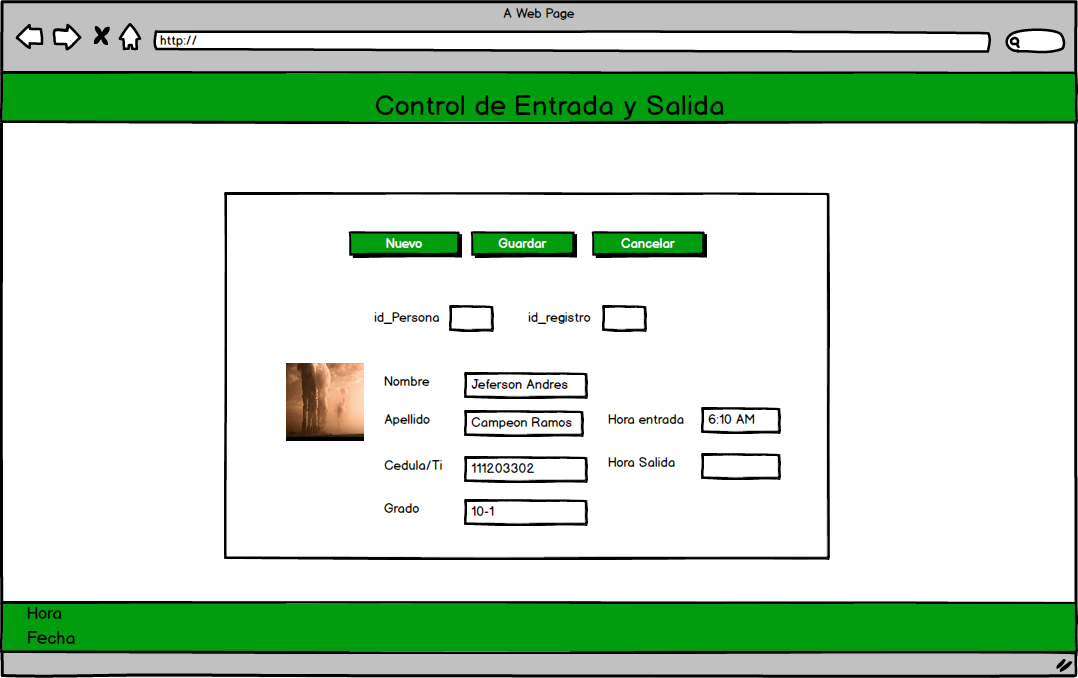 A Web Page
http://
Control de Entrada y Salida
Nuevo Guardar Cancelar
id_Persona id_registro
Nombre Jeferson Andres
Apellido Campeon Ramos Hora entrada 6:10 AM
Cedula/Ti 111203302 Hora Salida
Grado 10-1
Hora
Fecha